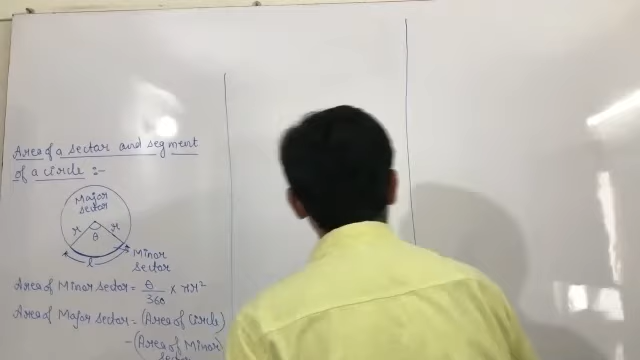 Area of a sector and segment
of a circle :-
Major
sector
r r
θ
Minor
sector
l
Area of Minor sector = θ/360 × πr²
Area of Major sector = (Area of Circle)
- (Area of Minor